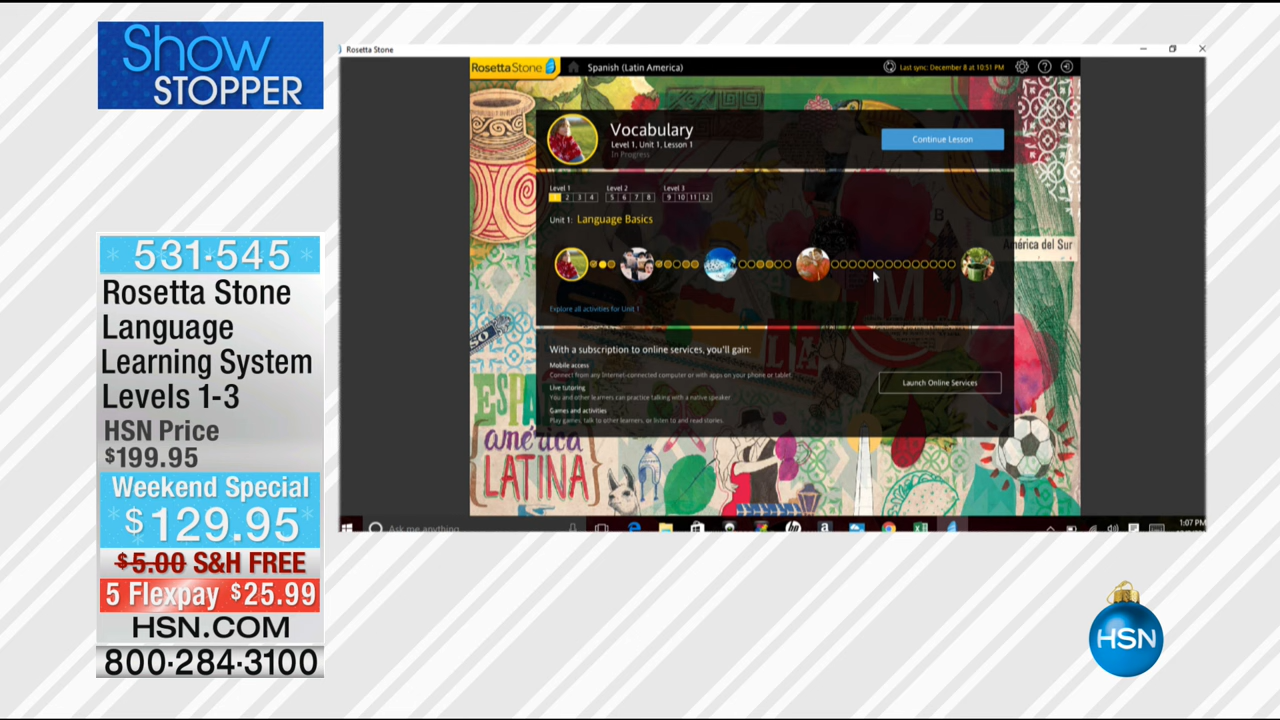 Show
STOPPER
531-545
Rosetta Stone
Language
Learning System
Levels 1-3
HSN Price
$199.95
Weekend Special
$129.95
$5.00 S&H FREE
5 Flexpay $25.99
HSN.COM
800-284-3100
Rosetta Stone
RosettaStone
Spanish (Latin America)
Last sync: December 8 at 10:51 PM
Vocabulary
Level 1, Unit 1, Lesson 1
In Progress
Continue Lesson
Level 1 Level 2 Level 3
1 2 3 4 5 6 7 8 9 10 11 12
Unit 1: Language Basics
América del Sur
Explore all activities for Unit 1
With a subscription to online services, you'll gain:
Mobile access
Connect from any Internet-connected computer or with apps on your phone or tablet.
Live tutoring
You and other learners can practice talking with a native speaker
Games and activities
Play games, talk to other learners, or listen to and read stories.
Launch Online Services
ESPA
américa
LATINA
Ask me anything
1:07 PM
HSN